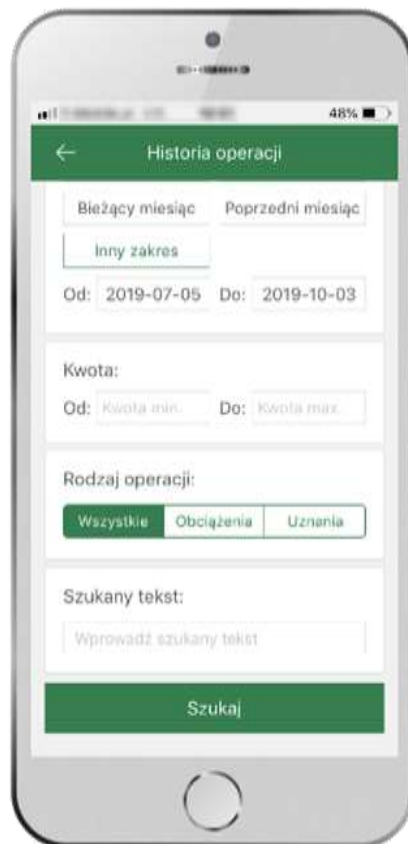 48%
Historia operacji
Bieżący miesiąc Poprzedni miesiąc
Inny zakres
Od: 2019-07-05 Do: 2019-10-03
Kwota:
Od: Kwota min. Do: Kwota max.
Rodzaj operacji:
Wszystkie Obciążenia Uznania
Szukany tekst:
Wprowadź szukany tekst
Szukaj